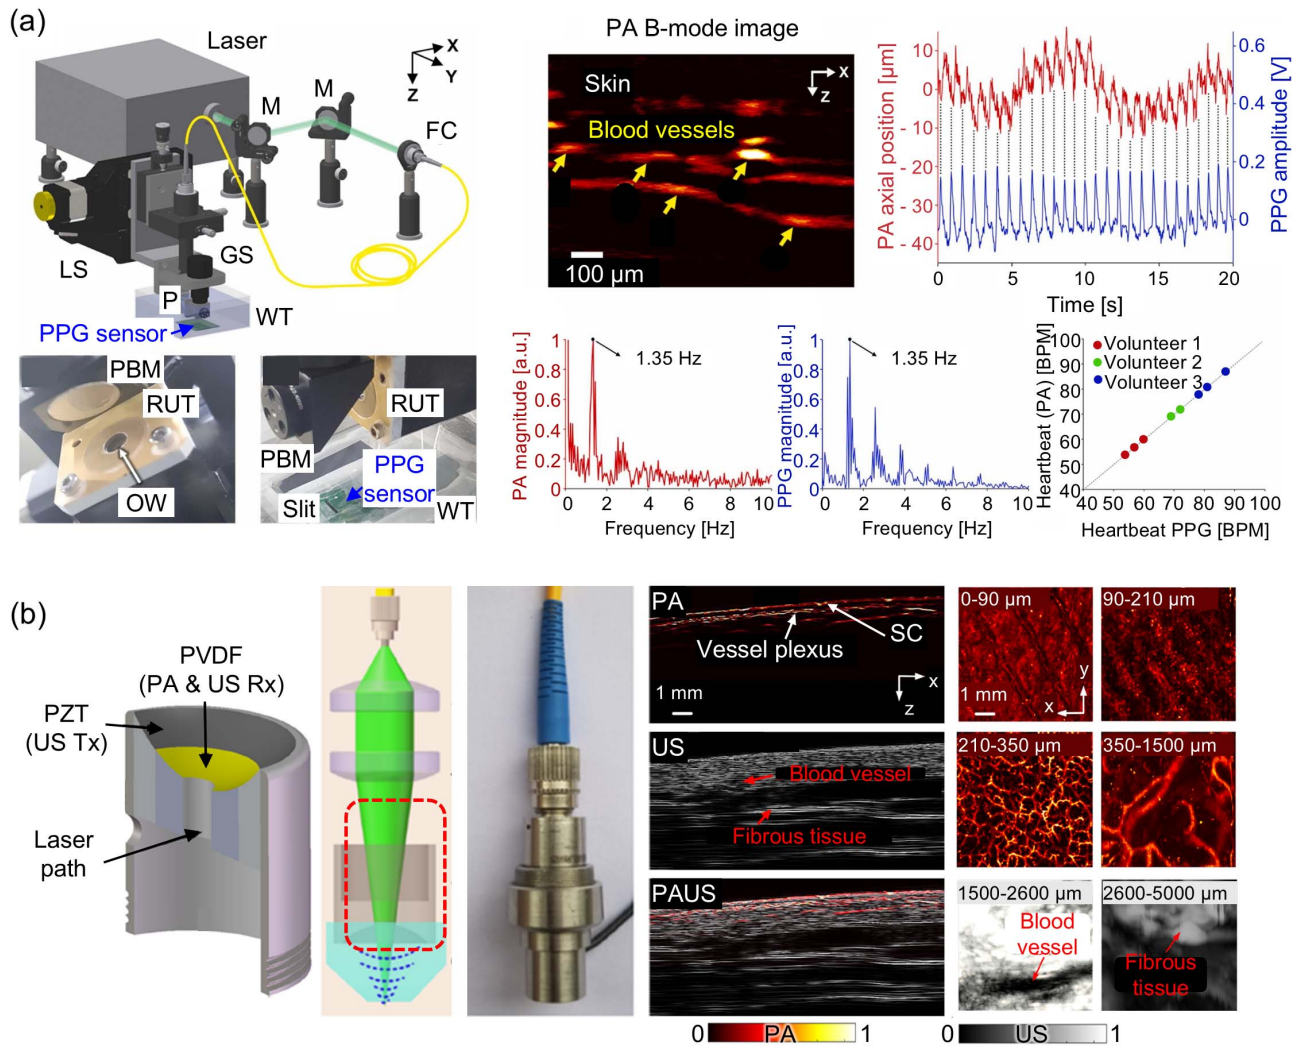 (a)
Laser
X
Y
Z
M
M
FC
LS
GS
P
WT
PPG sensor
PBM
RUT
OW
RUT
PBM
PPG
sensor
Slit
WT
PA B-mode image
Skin
x
z
Blood vessels
100 µm
PA axial position [µm]
10
0
- 10
- 20
- 30
- 40
0.6
0.4
0.2
0
PPG amplitude [V]
0
5
10
15
20
Time [s]
PA magnitude [a.u.]
1
0.8
0.6
0.4
0.2
0
1.35 Hz
0 2 4 6 8 10
Frequency [Hz]
PPG magnitude [a.u.]
1
0.8
0.6
0.4
0.2
0
1.35 Hz
0 2 4 6 8 10
Frequency [Hz]
Heartbeat (PA) [BPM]
100
90
80
70
60
50
40
Volunteer 1
Volunteer 2
Volunteer 3
40 50 60 70 80 90 100
Heartbeat PPG [BPM]
(b)
PVDF
(PA & US Rx)
PZT
(US Tx)
Laser
path
PA
SC
Vessel plexus
1 mm
x
z
US
Blood vessel
Fibrous tissue
PAUS
0 PA 1
0-90 µm
1 mm
y
x
90-210 µm
210-350 µm
350-1500 µm
1500-2600 µm
Blood
vessel
2600-5000 µm
Fibrous
tissue
0 US 1